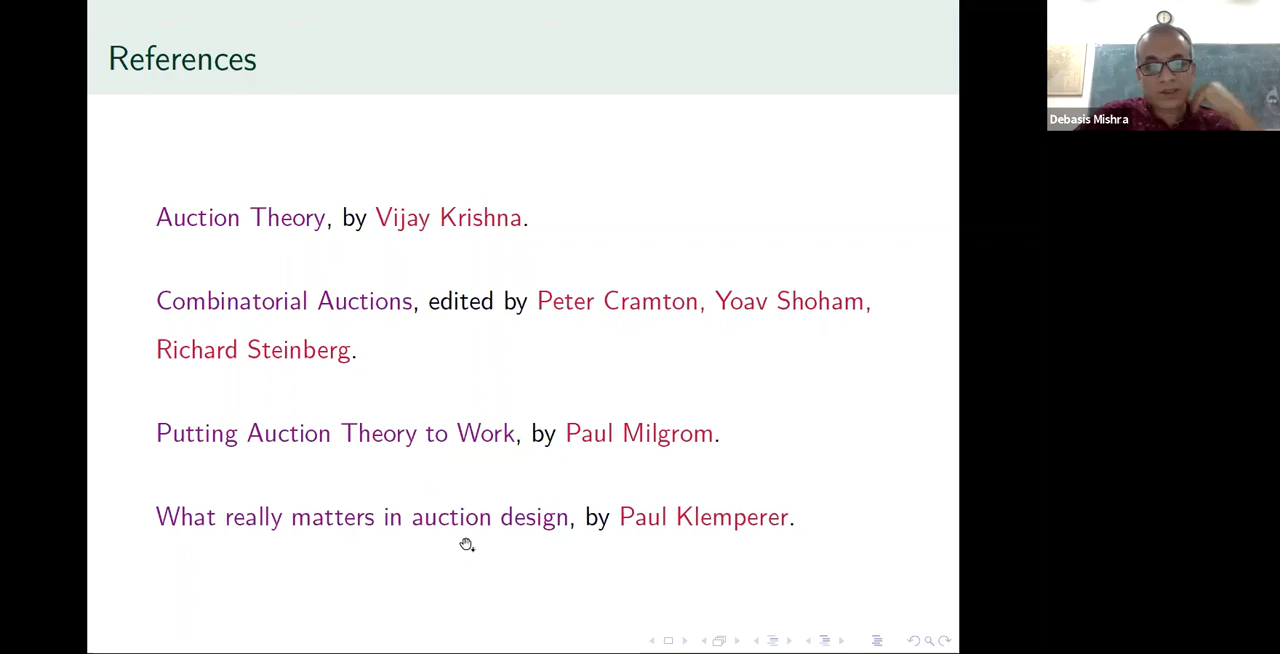 References
Debasis Mishra
Auction Theory, by Vijay Krishna.
Combinatorial Auctions, edited by Peter Cramton, Yoav Shoham,
Richard Steinberg.
Putting Auction Theory to Work, by Paul Milgrom.
What really matters in auction design, by Paul Klemperer.